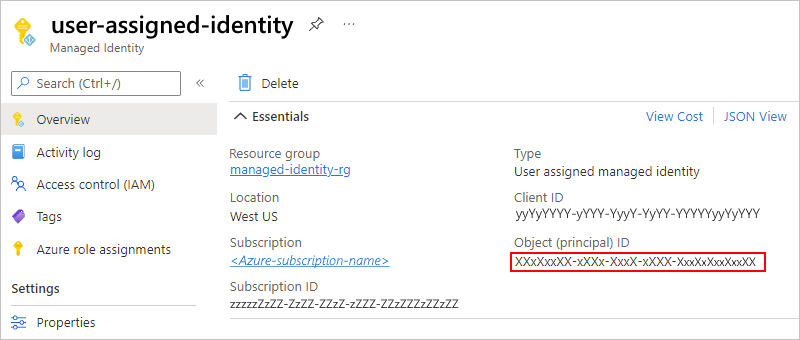 user-assigned-identity
Managed Identity
Search (Ctrl+/)
Overview
Activity log
Access control (IAM)
Tags
Azure role assignments
Settings
Properties
Delete
Essentials
View Cost
JSON View
Resource group
managed-identity-rg
Location
West US
Subscription
<Azure-subscription-name>
Subscription ID
zzzzzZzZZ-ZzZZ-ZZzZ-zZZZ-ZZzZZZzZZzZZ
Type
User assigned managed identity
Client ID
yyYyYYYY-yYYY-YyyY-YyYY-YYYYYyyYyYYY
Object (principal) ID
XXxXxxXX-xXXx-XxxX-xXXX-XxxXxXxxXxxXX